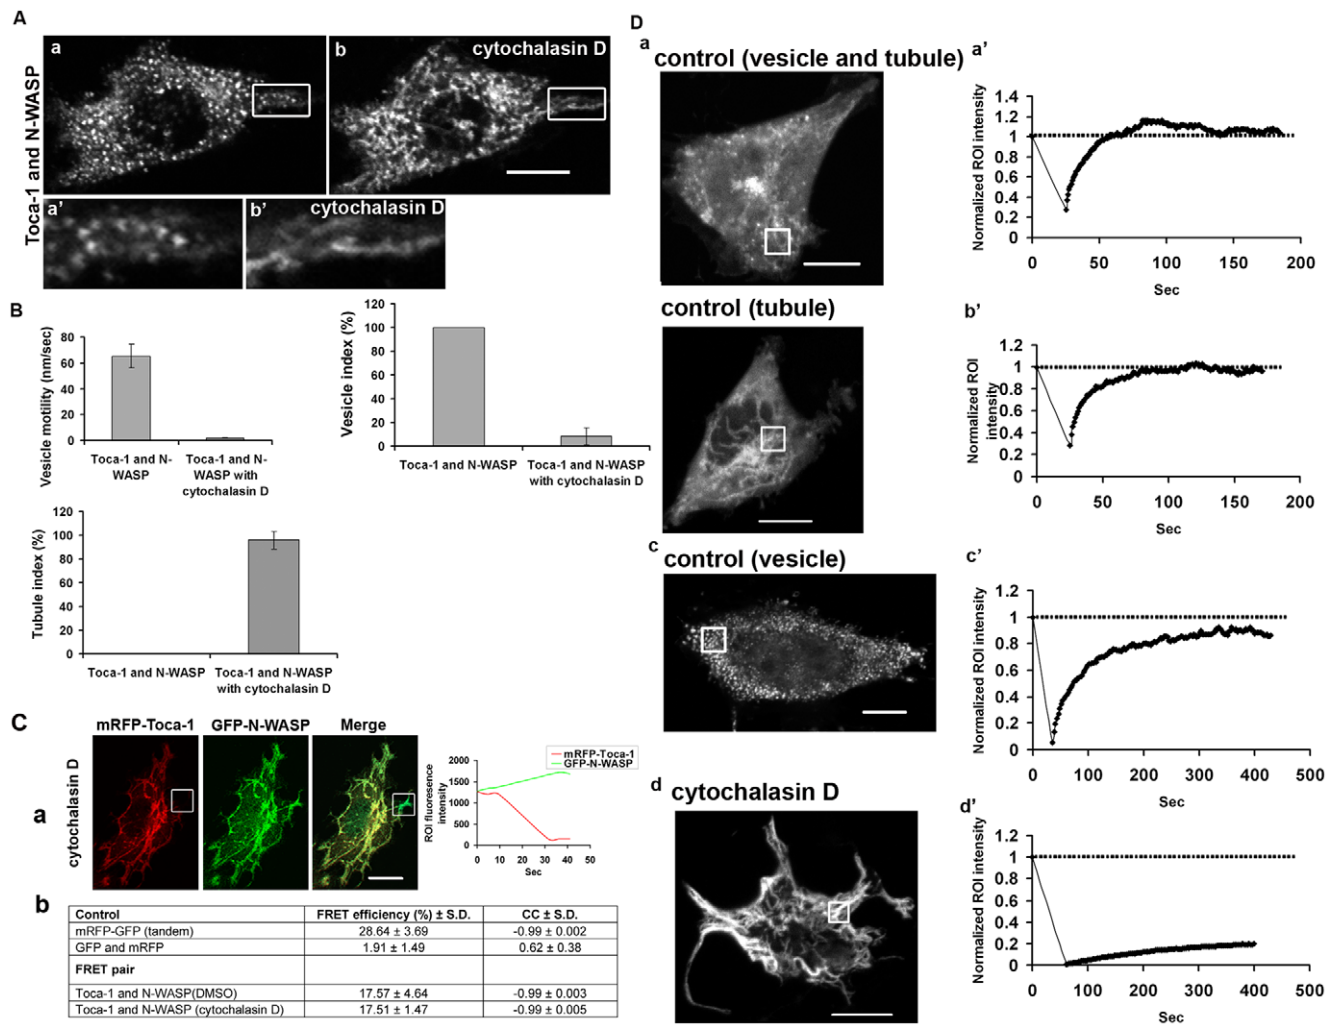 A
Toca-1 and N-WASP
a
b
cytochalasin D
a'
b'
cytochalasin D
B
Vesicle motility (nm/sec)
80
60
40
20
0
Toca-1 and N-
WASP
Toca-1 and N-
WASP with
cytochalasin D
Vesicle index (%)
120
100
80
60
40
20
0
Toca-1 and N-WASP
Toca-1 and N-WASP
with cytochalasin D
Tubule index (%)
120
100
80
60
40
20
0
Toca-1 and N-WASP
Toca-1 and N-WASP
with cytochalasin D
C
mRFP-Toca-1
GFP-N-WASP
Merge
a
cytochalasin D
mRFP-Toca-1
GFP-N-WASP
ROI fluorescence
intensity
2000
1500
1000
500
0
0 10 20 30 40 50
Sec
b
Control FRET efficiency (%) ± S.D. CC ± S.D.
mRFP-GFP (tandem) 28.64 ± 3.69 -0.99 ± 0.002
GFP and mRFP 1.91 ± 1.49 0.62 ± 0.38
FRET pair
Toca-1 and N-WASP(DMSO) 17.57 ± 4.64 -0.99 ± 0.003
Toca-1 and N-WASP (cytochalasin D) 17.51 ± 1.47 -0.99 ± 0.005
D
a
control (vesicle and tubule)
a'
Normalized ROI intensity
1.4
1.2
1
0.8
0.6
0.4
0.2
0
0 50 100 150 200
Sec
control (tubule)
b'
Normalized ROI
intensity
1.2
1
0.8
0.6
0.4
0.2
0
0 50 100 150 200
Sec
c
control (vesicle)
c'
Normalized ROI intensity
1.2
1
0.8
0.6
0.4
0.2
0
0 100 200 300 400 500
Sec
d
cytochalasin D
d'
Normalized ROI intensity
1.2
1
0.8
0.6
0.4
0.2
0
0 100 200 300 400 500
Sec